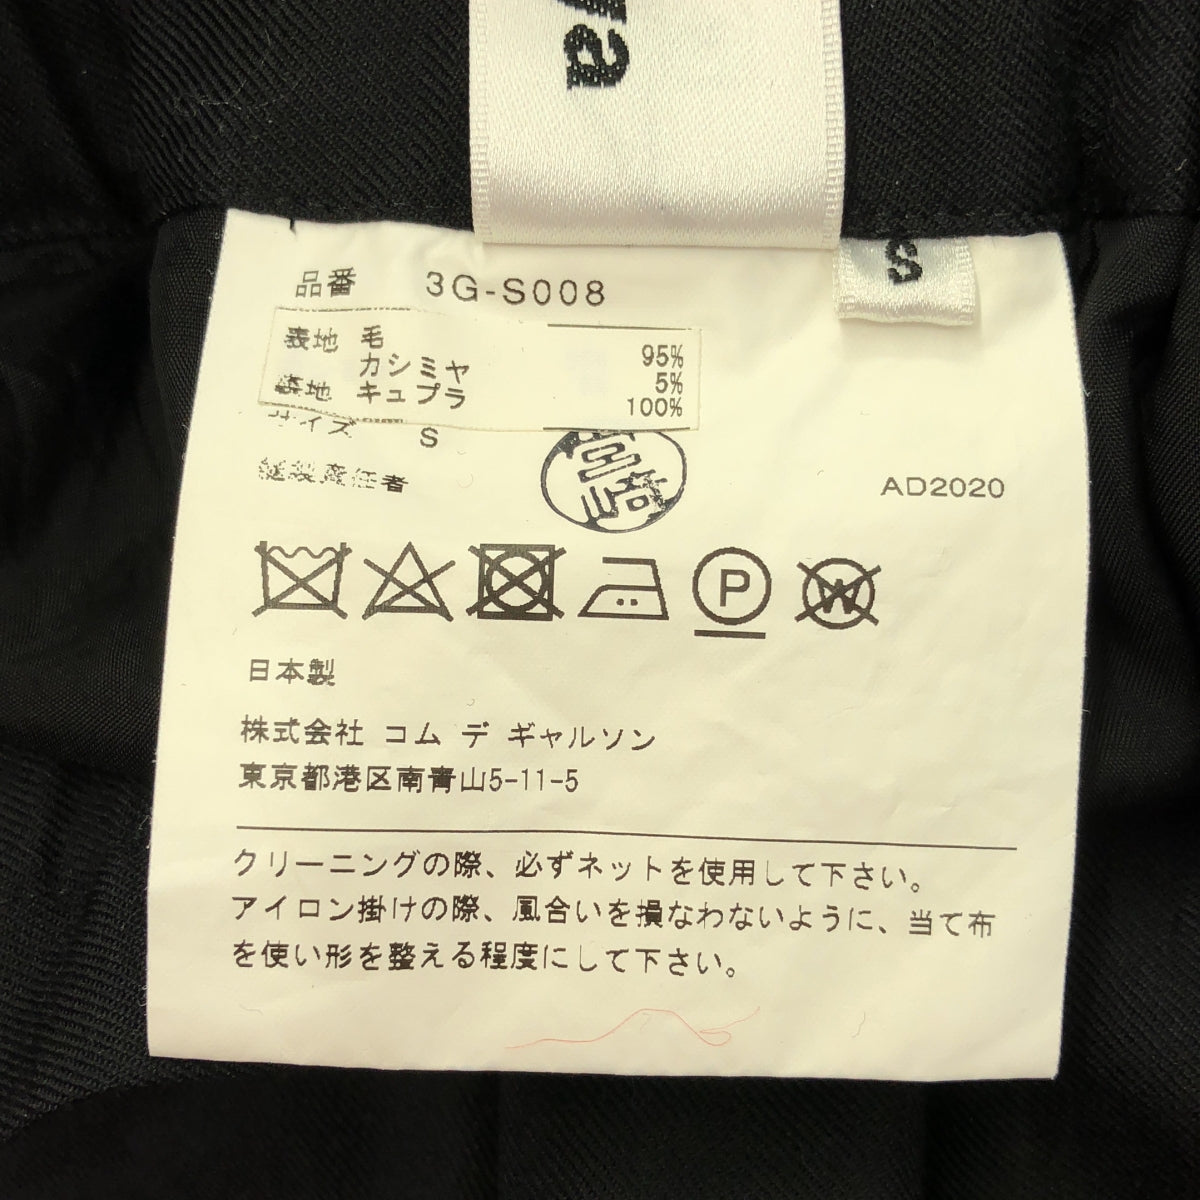 ya
S
品番 3G-S008
表地 毛 95%
カシミヤ 5%
裏地 キュプラ 100%
サイズ S
縫製責任者
AD2020
P
W
日本製
株式会社 コム デ ギャルソン
東京都港区南青山5-11-5
クリーニングの際、必ずネットを使用して下さい。
アイロン掛けの際、風合いを損なわないように、当て布
を使い形を整える程度にして下さい。